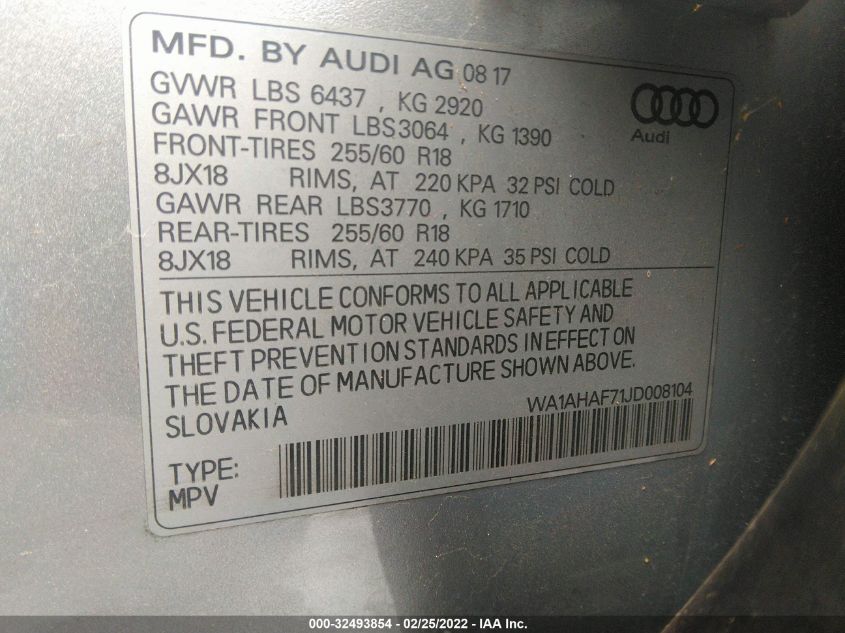 MFD. BY AUDI AG 08 17
GVWR LBS 6437 , KG 2920
GAWR FRONT LBS3064 , KG 1390
FRONT-TIRES 255/60 R18
8JX18 RIMS, AT 220 KPA 32 PSI COLD
GAWR REAR LBS3770 , KG 1710
REAR-TIRES 255/60 R18
8JX18 RIMS, AT 240 KPA 35 PSI COLD
Audi
THIS VEHICLE CONFORMS TO ALL APPLICABLE
U.S. FEDERAL MOTOR VEHICLE SAFETY AND
THEFT PREVENTION STANDARDS IN EFFECT ON
THE DATE OF MANUFACTURE SHOWN ABOVE.
SLOVAKIA
WA1AHAF71JD008104
TYPE:
MPV
000-32493854 - 02/25/2022 - IAA Inc.